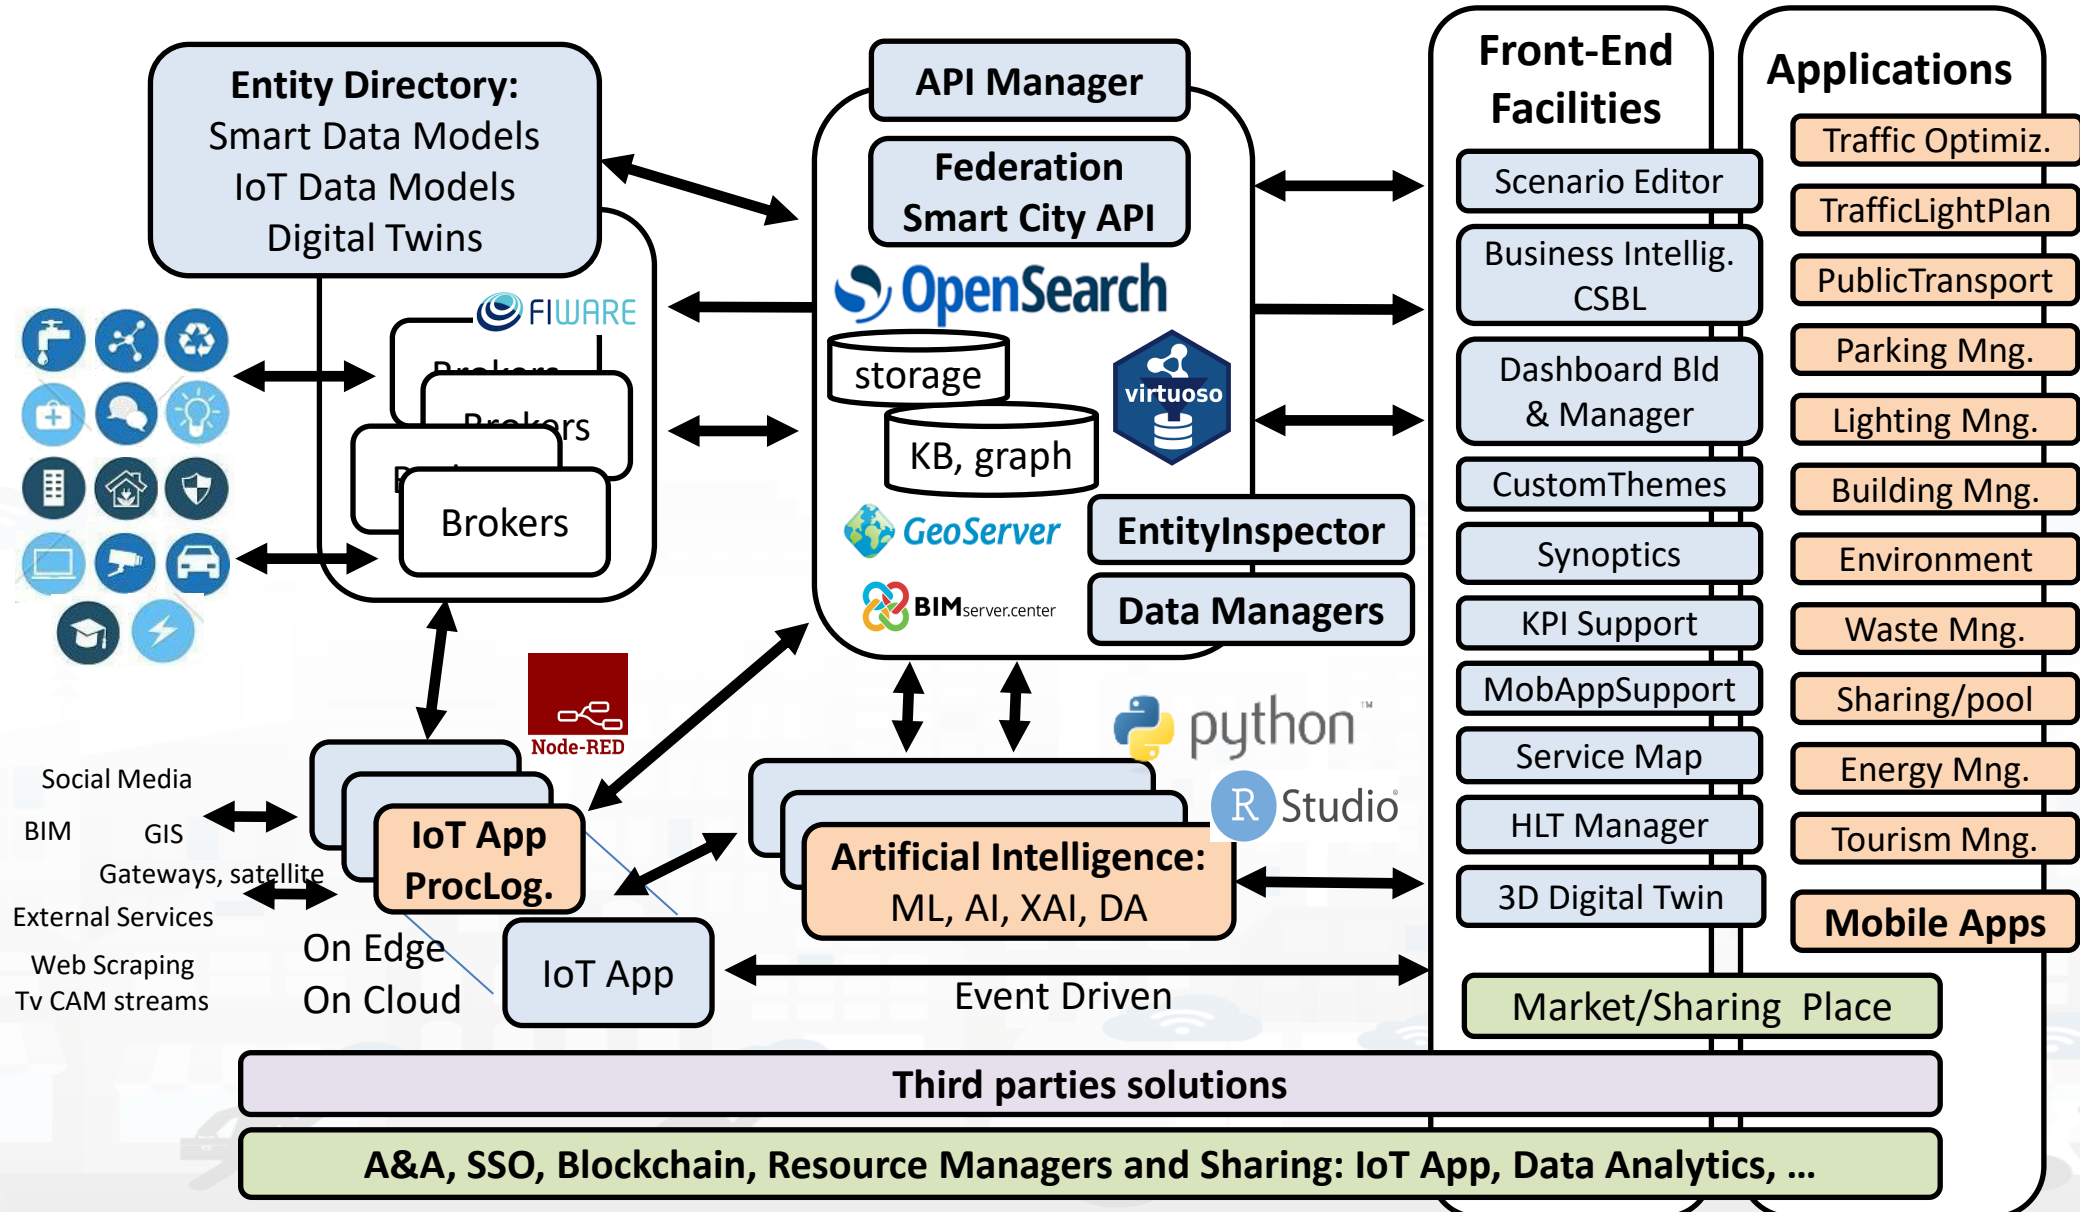 Entity Directory:
Smart Data Models
IoT Data Models
Digital Twins
FIWARE
Brokers
Brokers
Brokers
API Manager
Federation
Smart City API
OpenSearch
storage
virtuoso
KB, graph
GeoServer
EntityInspector
BIMserver.center
Data Managers
Node-RED
Social Media
BIM
GIS
Gateways, satellite
External Services
Web Scraping
Tv CAM streams
IoT App
ProcLog.
On Edge
On Cloud
IoT App
python™
R Studio
Artificial Intelligence:
ML, AI, XAI, DA
Event Driven
Front-End
Facilities
Scenario Editor
Business Intellig.
CSBL
Dashboard Bld
& Manager
CustomThemes
Synoptics
KPI Support
MobAppSupport
Service Map
HLT Manager
3D Digital Twin
Applications
Traffic Optimiz.
TrafficLightPlan
PublicTransport
Parking Mng.
Lighting Mng.
Building Mng.
Environment
Waste Mng.
Sharing/pool
Energy Mng.
Tourism Mng.
Mobile Apps
Market/Sharing Place
Third parties solutions
A&A, SSO, Blockchain, Resource Managers and Sharing: IoT App, Data Analytics, ...